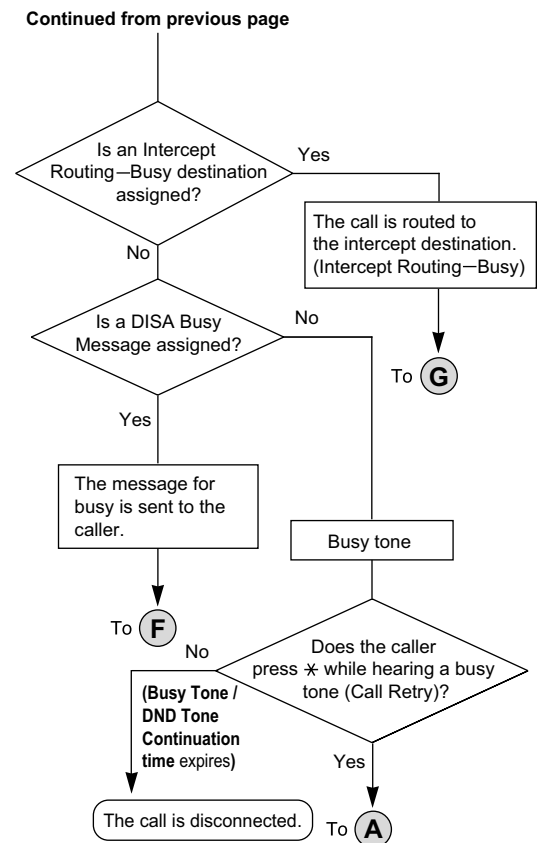 Continued from previous page
Is an Intercept
Routing—Busy destination
assigned?
Yes
The call is routed to
the intercept destination.
(Intercept Routing—Busy)
No
To G
Is a DISA Busy
Message assigned?
No
Yes
The message for
busy is sent to the
caller.
Busy tone
To F
Does the caller
press * while hearing a busy
tone (Call Retry)?
No
(Busy Tone /
DND Tone
Continuation
time expires)
Yes
The call is disconnected.
To A